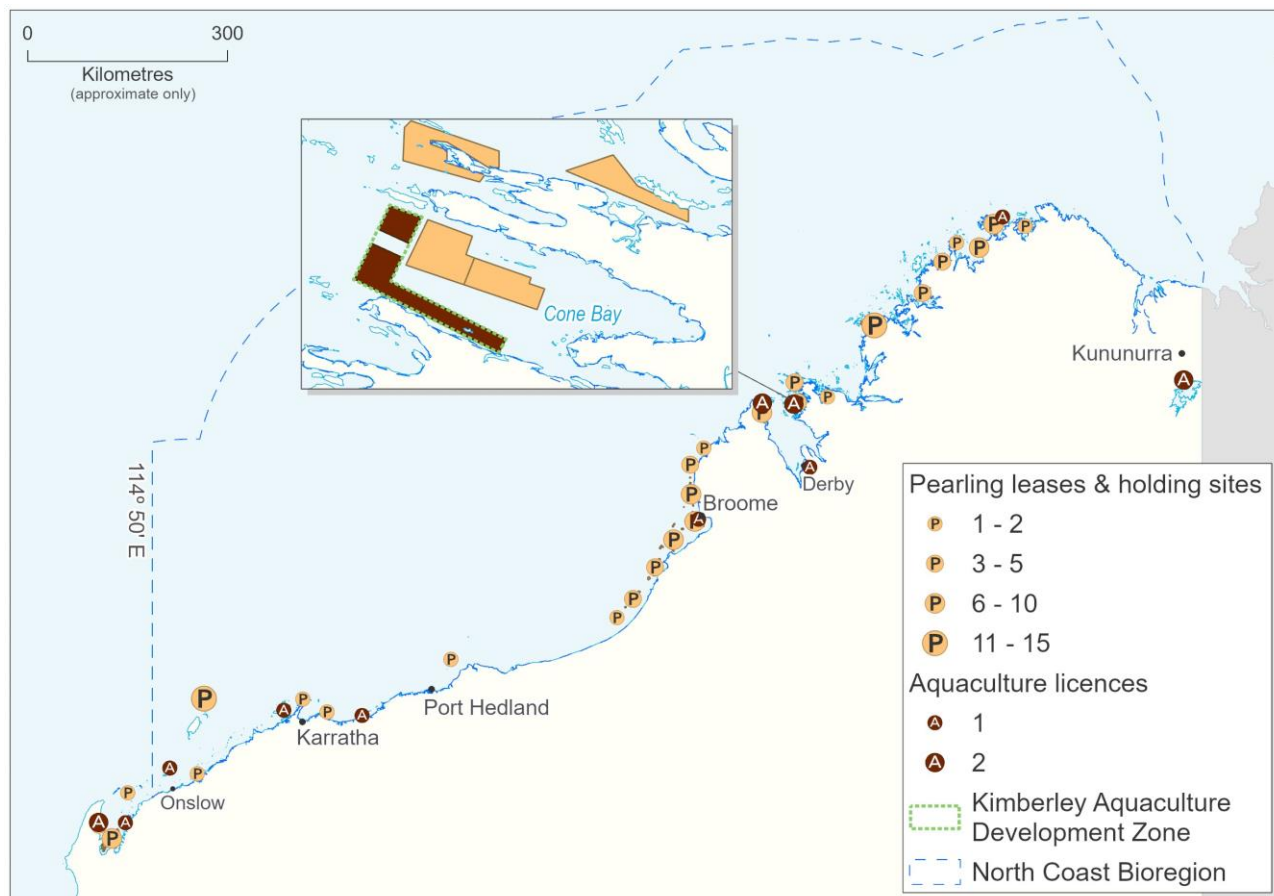 0
300
Kilometres
(approximate only)
Cone Bay
P
A
P
P
P
P
P
P
P
Kununurra
A
P
P
A
A
P
P
P
A
Derby
P
Broome
P
A
P
P
P
P
P
114° 50' E
Port Hedland
P
A
P
P
A
Karratha
A
P
Onslow
P
A
A
P
Pearling leases & holding sites
P 1 - 2
P 3 - 5
P 6 - 10
P 11 - 15
Aquaculture licences
A 1
A 2
Kimberley Aquaculture
Development Zone
North Coast Bioregion